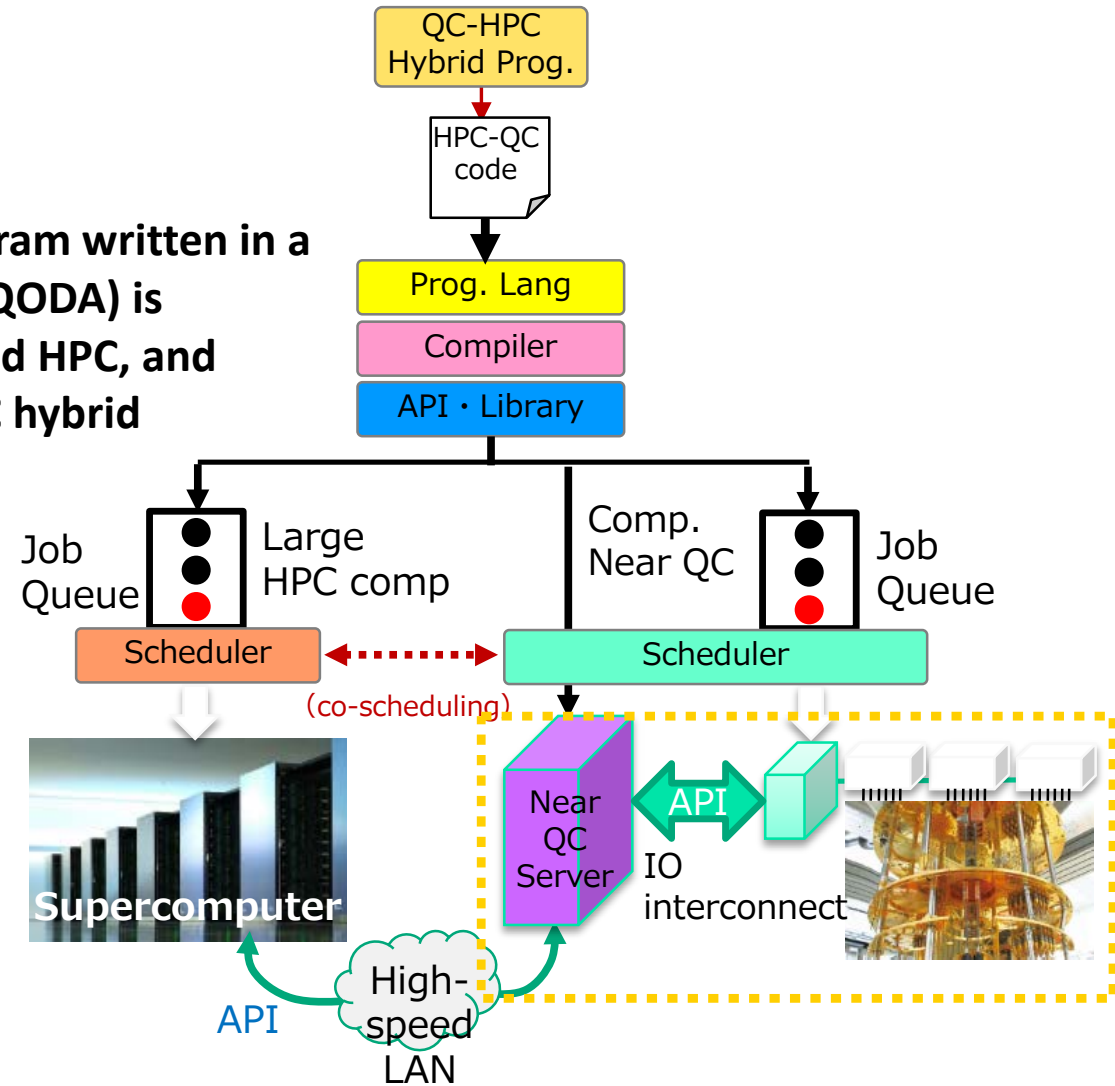 QC-HPC
Hybrid Prog.
HPC-QC
code
ram written in a
QODA) is
d HPC, and
hybrid
Prog. Lang
Compiler
API・Library
Job
Queue
Large
HPC comp
Comp.
Near QC
Job
Queue
Scheduler
Scheduler
(co-scheduling)
Supercomputer
Near
QC
Server
API
IO
interconnect
High-
speed
LAN
API